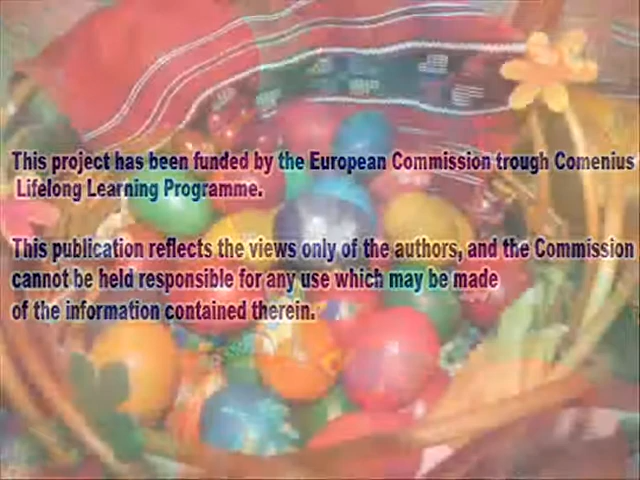 This project has been funded by the European Commission trough Comenius
Lifelong Learning Programme.
This publication reflects the views only of the authors, and the Commission
cannot be held responsible for any use which may be made
of the information contained therein.